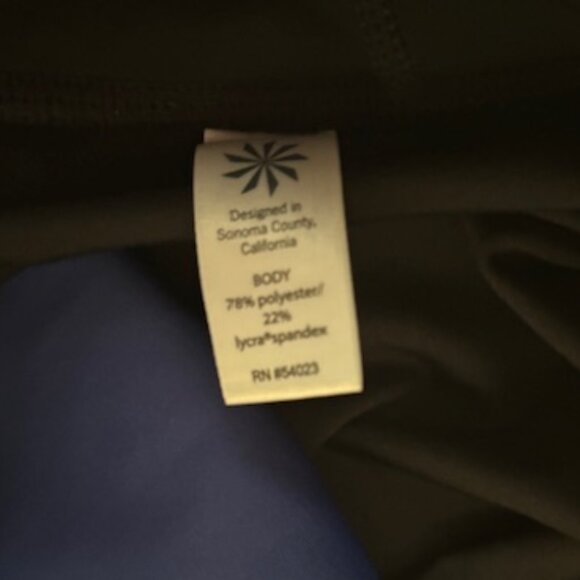 Designed in
Sonoma County,
California
BODY
78% polyester/
22%
lycra®spandex
RN #54023